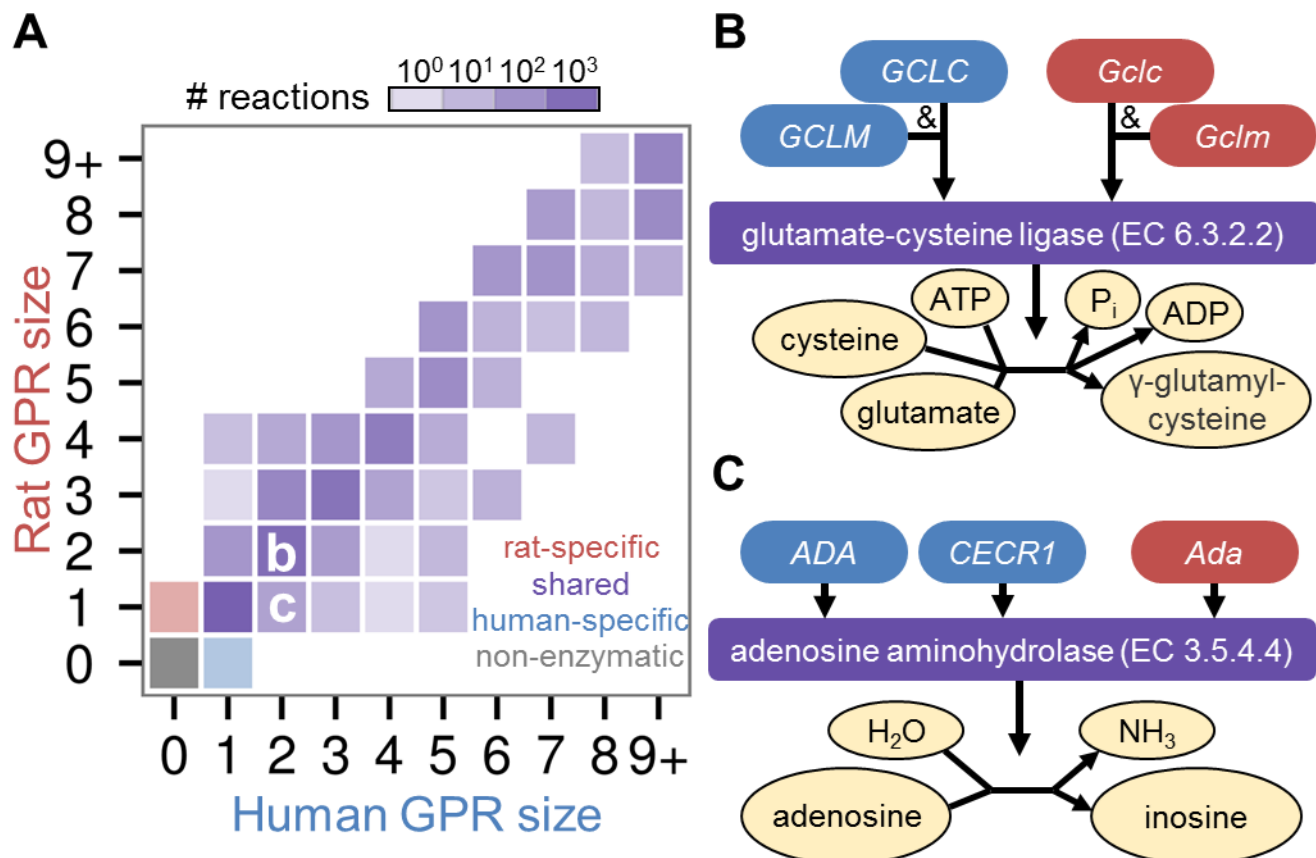 A
# reactions
10⁰ 10¹ 10² 10³
Rat GPR size
9+
8
7
6
5
4
3
2
1
0
b
c
rat-specific
shared
human-specific
non-enzymatic
0 1 2 3 4 5 6 7 8 9+
Human GPR size
B
GCLC
Gclc
GCLM
&
&
Gclm
glutamate-cysteine ligase (EC 6.3.2.2)
ATP
Pᵢ
ADP
cysteine
glutamate
γ-glutamyl-
cysteine
C
ADA
CECR1
Ada
adenosine aminohydrolase (EC 3.5.4.4)
H₂O
NH₃
adenosine
inosine